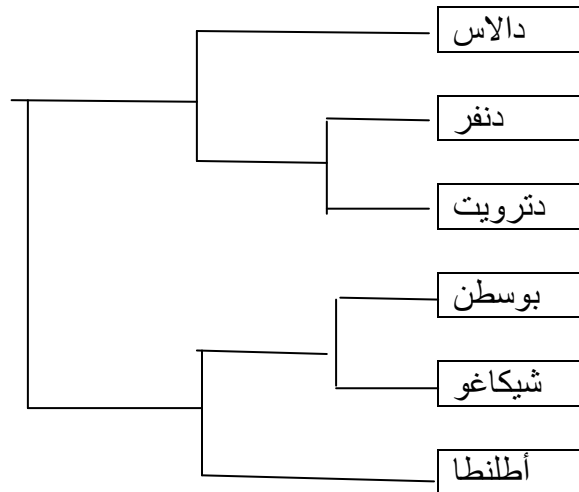 دالاس
دنفر
دترويت
بوسطن
شيكاغو
أطلنطا